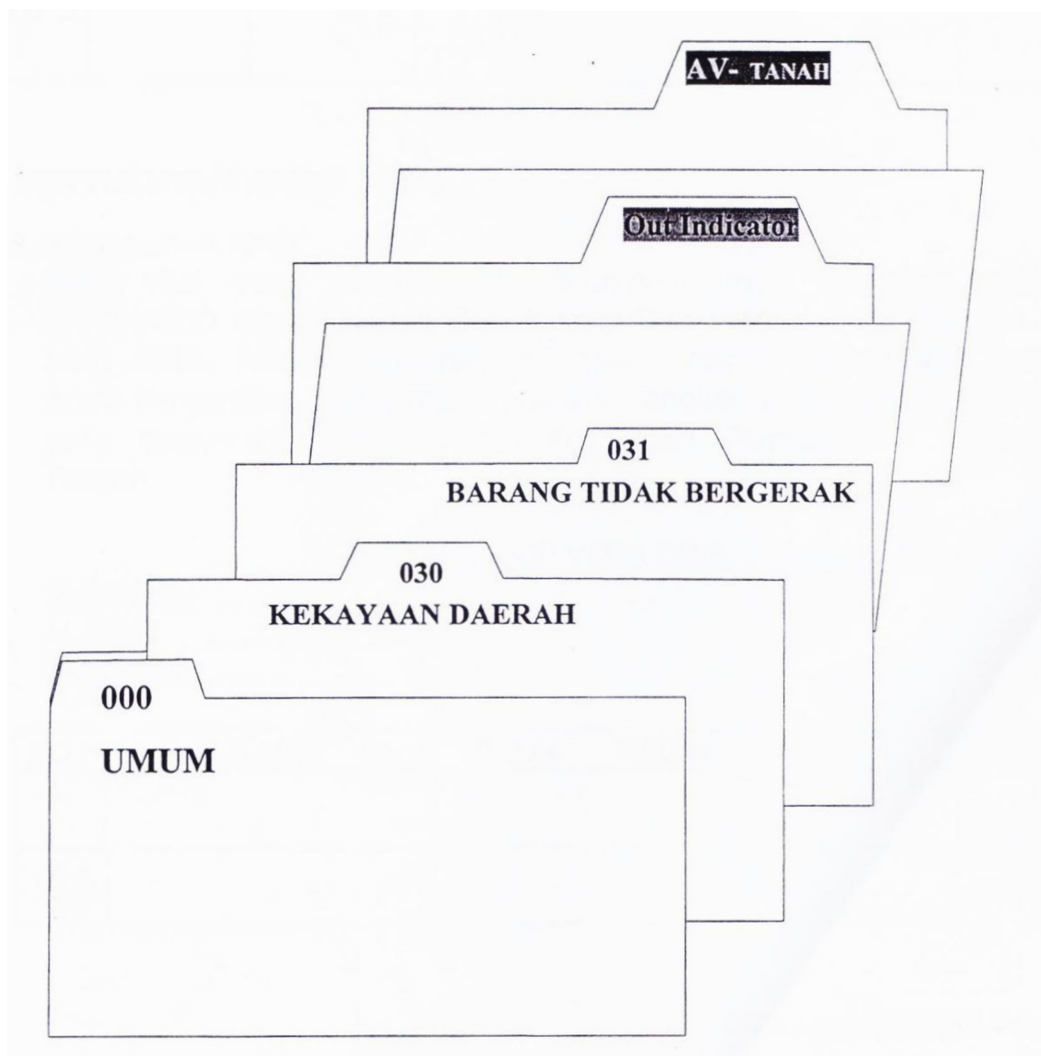 AV- TANAH
Out Indicator
031
BARANG TIDAK BERGERAK
030
KEKAYAAN DAERAH
000
UMUM